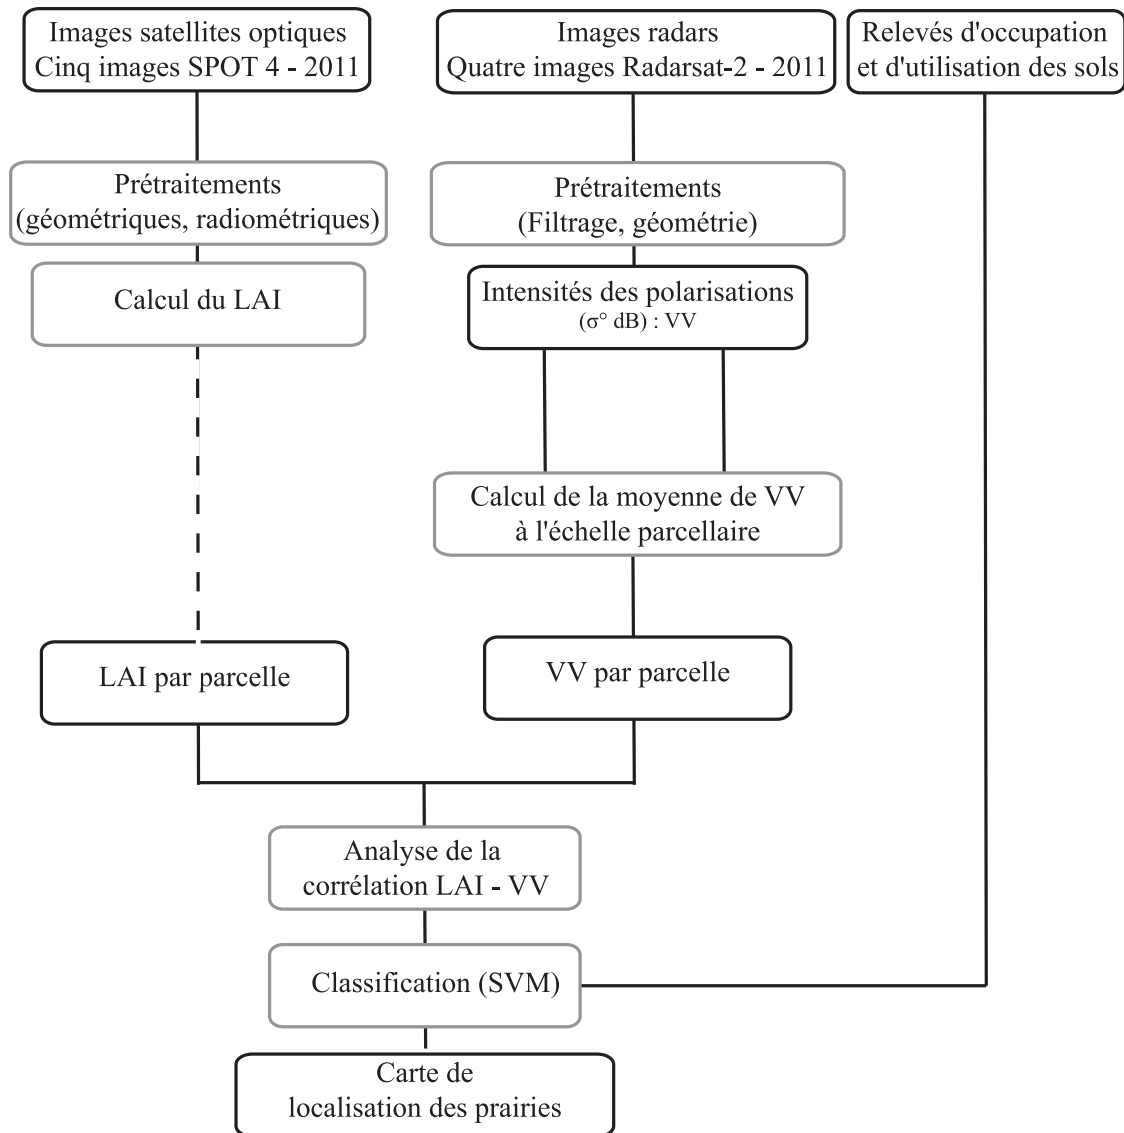 Images satellites optiques
Cinq images SPOT 4 - 2011
Images radars
Quatre images Radarsat-2 - 2011
Relevés d'occupation
et d'utilisation des sols
Prétraitements
(géométriques, radiométriques)
Prétraitements
(Filtrage, géométrie)
Calcul du LAI
Intensités des polarisations
(σ° dB) : VV
Calcul de la moyenne de VV
à l'échelle parcellaire
LAI par parcelle
VV par parcelle
Analyse de la
corrélation LAI - VV
Classification (SVM)
Carte de
localisation des prairies